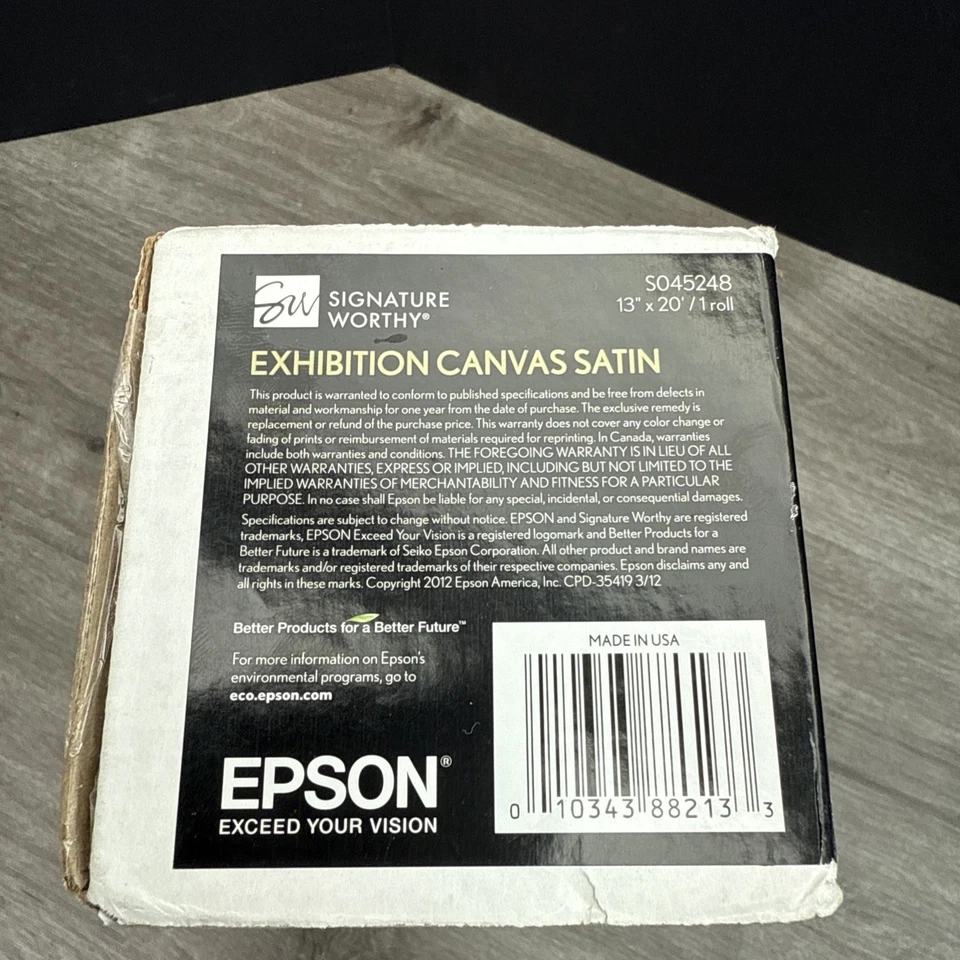 SW SIGNATURE
WORTHY®
S045248
13" x 20' / 1 roll
EXHIBITION CANVAS SATIN
This product is warranted to conform to published specifications and be free from defects in
material and workmanship for one year from the date of purchase. The exclusive remedy is
replacement or refund of the purchase price. This warranty does not cover any color change or
fading of prints or reimbursement of materials required for reprinting. In Canada, warranties
include both warranties and conditions. THE FOREGOING WARRANTY IS IN LIEU OF ALL
OTHER WARRANTIES, EXPRESS OR IMPLIED, INCLUDING BUT NOT LIMITED TO THE
IMPLIED WARRANTIES OF MERCHANTABILITY AND FITNESS FOR A PARTICULAR
PURPOSE. In no case shall Epson be liable for any special, incidental, or consequential damages.
Specifications are subject to change without notice. EPSON and Signature Worthy are registered
trademarks, EPSON Exceed Your Vision is a registered logomark and Better Products for a
Better Future is a trademark of Seiko Epson Corporation. All other product and brand names are
trademarks and/or registered trademarks of their respective companies. Epson disclaims any and
all rights in these marks. Copyright 2012 Epson America, Inc. CPD-35419 3/12
Better Products for a Better Future™
For more information on Epson's
environmental programs, go to
eco.epson.com
EPSON®
EXCEED YOUR VISION
MADE IN USA
0 10343 88213 3